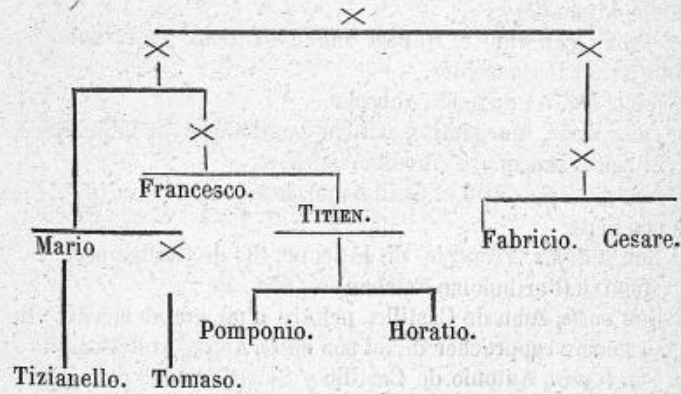 Francesco.
TITIEN.
Mario
Fabricio. Cesare.
Pomponio. Horatio.
Tizianello. Tomaso.